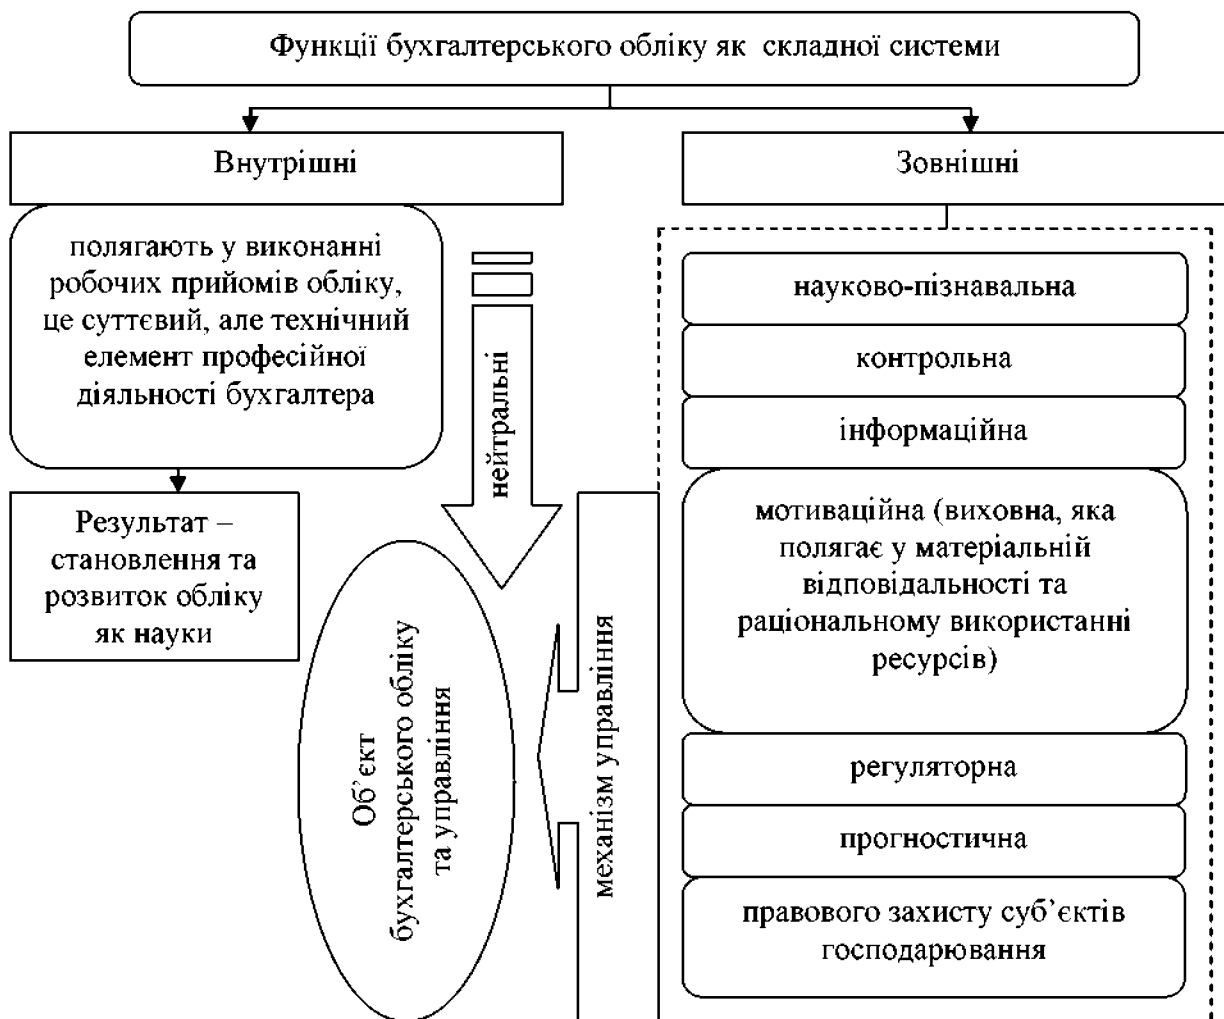 Функції бухгалтерського обліку як складної системи
Внутрішні
Зовнішні
полягають у виконанні
робочих прийомів обліку,
це суттєвий, але технічний
елемент професійної
діяльності бухгалтера
Результат –
становлення та
розвиток обліку
як науки
нейтральні
Об’єкт
бухгалтерського обліку
та управління
механізм управління
науково-пізнавальна
контрольна
інформаційна
мотиваційна (виховна, яка
полягає у матеріальній
відповідальності та
раціональному використанні
ресурсів)
регуляторна
прогностична
правового захисту суб’єктів
господарювання